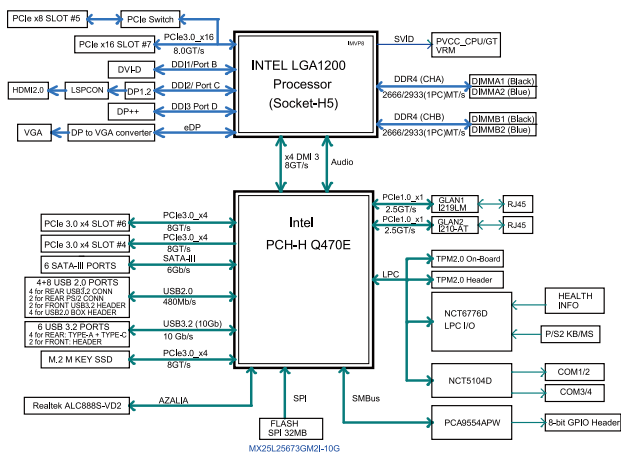 PCIe x8 SLOT #5
PCIe Switch
PCIe x16 SLOT #7
PCIe3.0_x16
8.0GT/s
IMVP8
SVID
PVCC_CPU/GT
VRM
INTEL LGA1200
Processor
(Socket-H5)
DVI-D
DDI1/Port B
HDMI2.0
LSPCON
DP1.2
DDI2/ Port C
DP++
DDI3 Port D
VGA
DP to VGA converter
eDP
DDR4 (CHA)
2666/2933(1PC)MT/s
DIMMA1 (Black)
DIMMA2 (Blue)
DDR4 (CHB)
2666/2933(1PC)MT/s
DIMMB1 (Black)
DIMMB2 (Blue)
x4 DMI 3
8GT/s
Audio
Intel
PCH-H Q470E
PCIe 3.0 x4 SLOT #6
PCIe3.0_x4
8GT/s
PCIe 3.0 x4 SLOT #4
PCIe3.0_x4
8GT/s
6 SATA-III PORTS
SATA-III
6Gb/s
4+8 USB 2.0 PORTS
4 for REAR USB3.2 CONN
2 for REAR PS/2 CONN
2 for FRONT USB3.2 HEADER
4 for USB2.0 BOX HEADER
USB2.0
480Mb/s
6 USB 3.2 PORTS
4 for REAR: TYPE-A + TYPE-C
2 for FRONT: HEADER
USB3.2 (10Gb)
10 Gb/s
M.2 M KEY SSD
PCIe3.0_x4
8GT/s
PCIe1.0_x1
2.5GT/s
GLAN1
I219LM
RJ45
PCIe1.0_x1
2.5GT/s
GLAN2
I210-AT
RJ45
LPC
TPM2.0 On-Board
TPM2.0 Header
NCT6776D
LPC I/O
HEALTH
INFO
P/S2 KB/MS
NCT5104D
COM1/2
COM3/4
Realtek ALC888S-VD2
AZALIA
SPI
FLASH
SPI 32MB
MX25L25673GM2I-10G
SMBus
PCA9554APW
8-bit GPIO Header